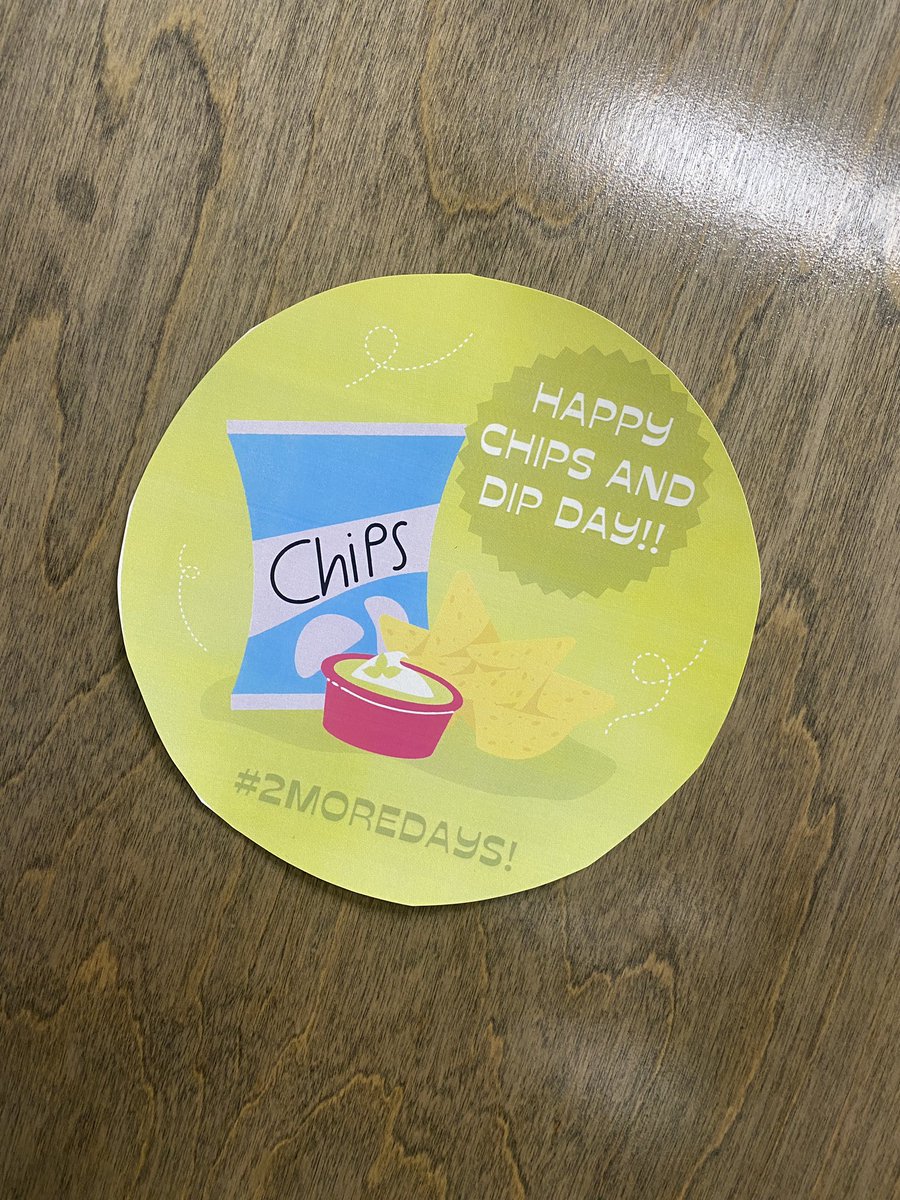 HAPPY
CHIPS AND
DIP DAY!!
Chips
#2MOREDAYS!